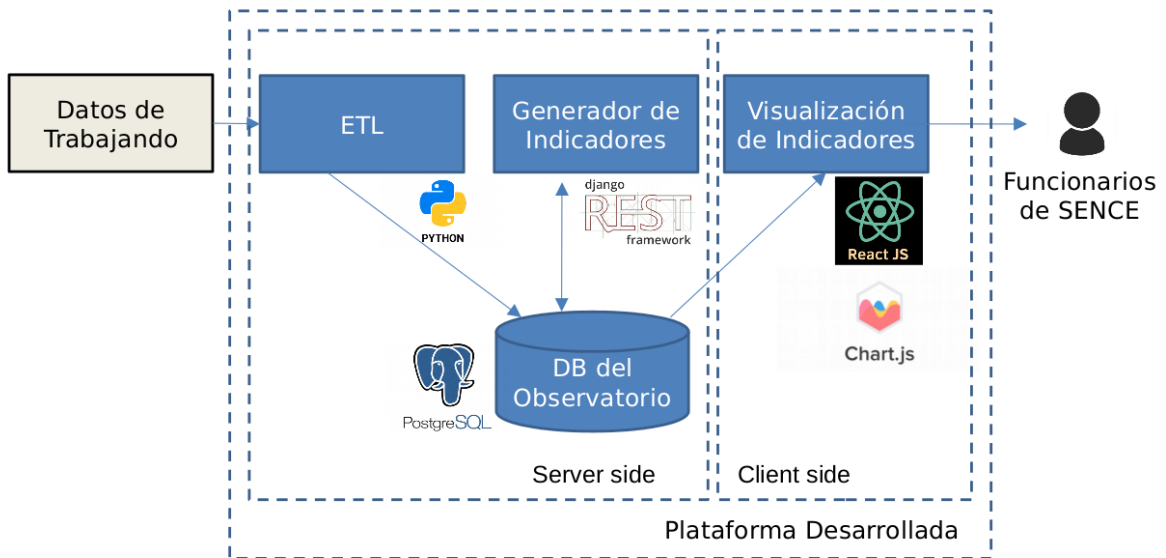 Datos de
Trabajando
ETL
Generador de
Indicadores
Visualización
de Indicadores
Funcionarios
de SENCE
PYTHON
django
REST
framework
React JS
Chart.js
PostgreSQL
DB del
Observatorio
Server side
Client side
Plataforma Desarrollada